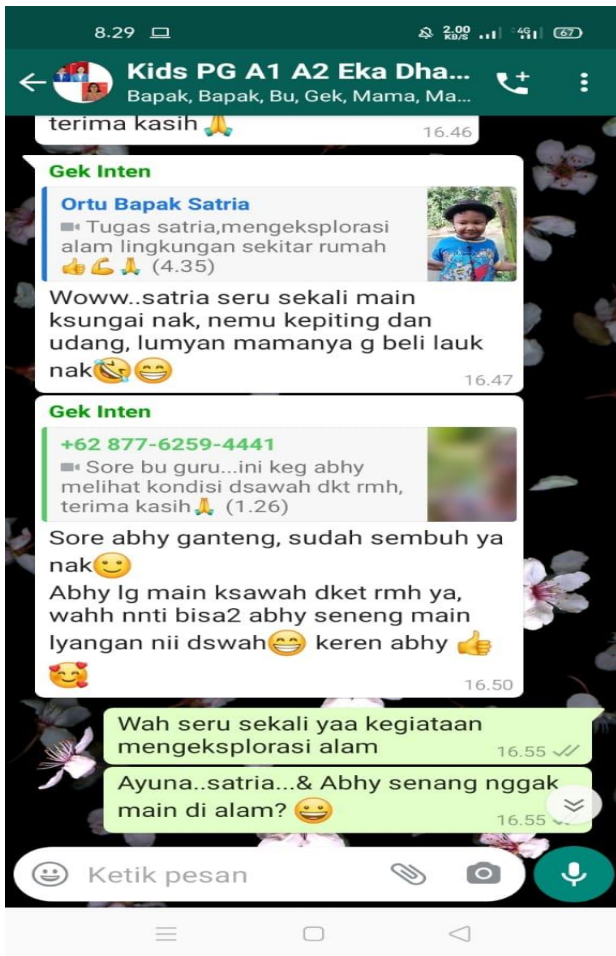 8.29
2.00 KB/S 4G 67
Kids PG A1 A2 Eka Dha...
Bapak, Bapak, Bu, Gek, Mama, Ma...
terima kasih🙏
16.46
Gek Inten
Ortu Bapak Satria
Tugas satria,mengeksplorasi
alam lingkungan sekitar rumah
👍💪🙏 (4.35)
Woww..satria seru sekali main
ksungai nak, nemu kepiting dan
udang, lumyan mamanya g beli lauk
nak🤣😁
16.47
Gek Inten
+62 877-6259-4441
Sore bu guru...ini keg abhy
melihat kondisi dsawah dkt rmh,
terima kasih🙏 (1.26)
Sore abhy ganteng, sudah sembuh ya
nak🙂
Abhy lg main ksawah dket rmh ya,
wahh nnti bisa2 abhy seneng main
lyangan nii dswah😁 keren abhy 👍
🥰
16.50
Wah seru sekali yaa kegiataan
mengeksplorasi alam
16.55
Ayuna..satria...& Abhy senang nggak
main di alam? 😀
16.55
Ketik pesan